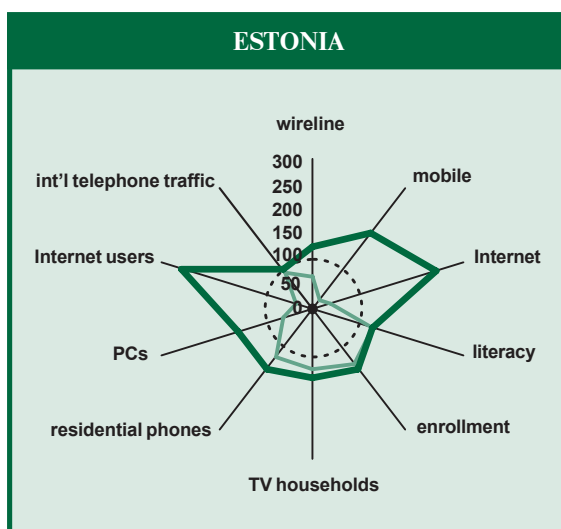 ESTONIA
wireline
300
250
200
150
100
50
0
mobile
int'l telephone traffic
Internet users
Internet
PCs
literacy
residential phones
enrollment
TV households